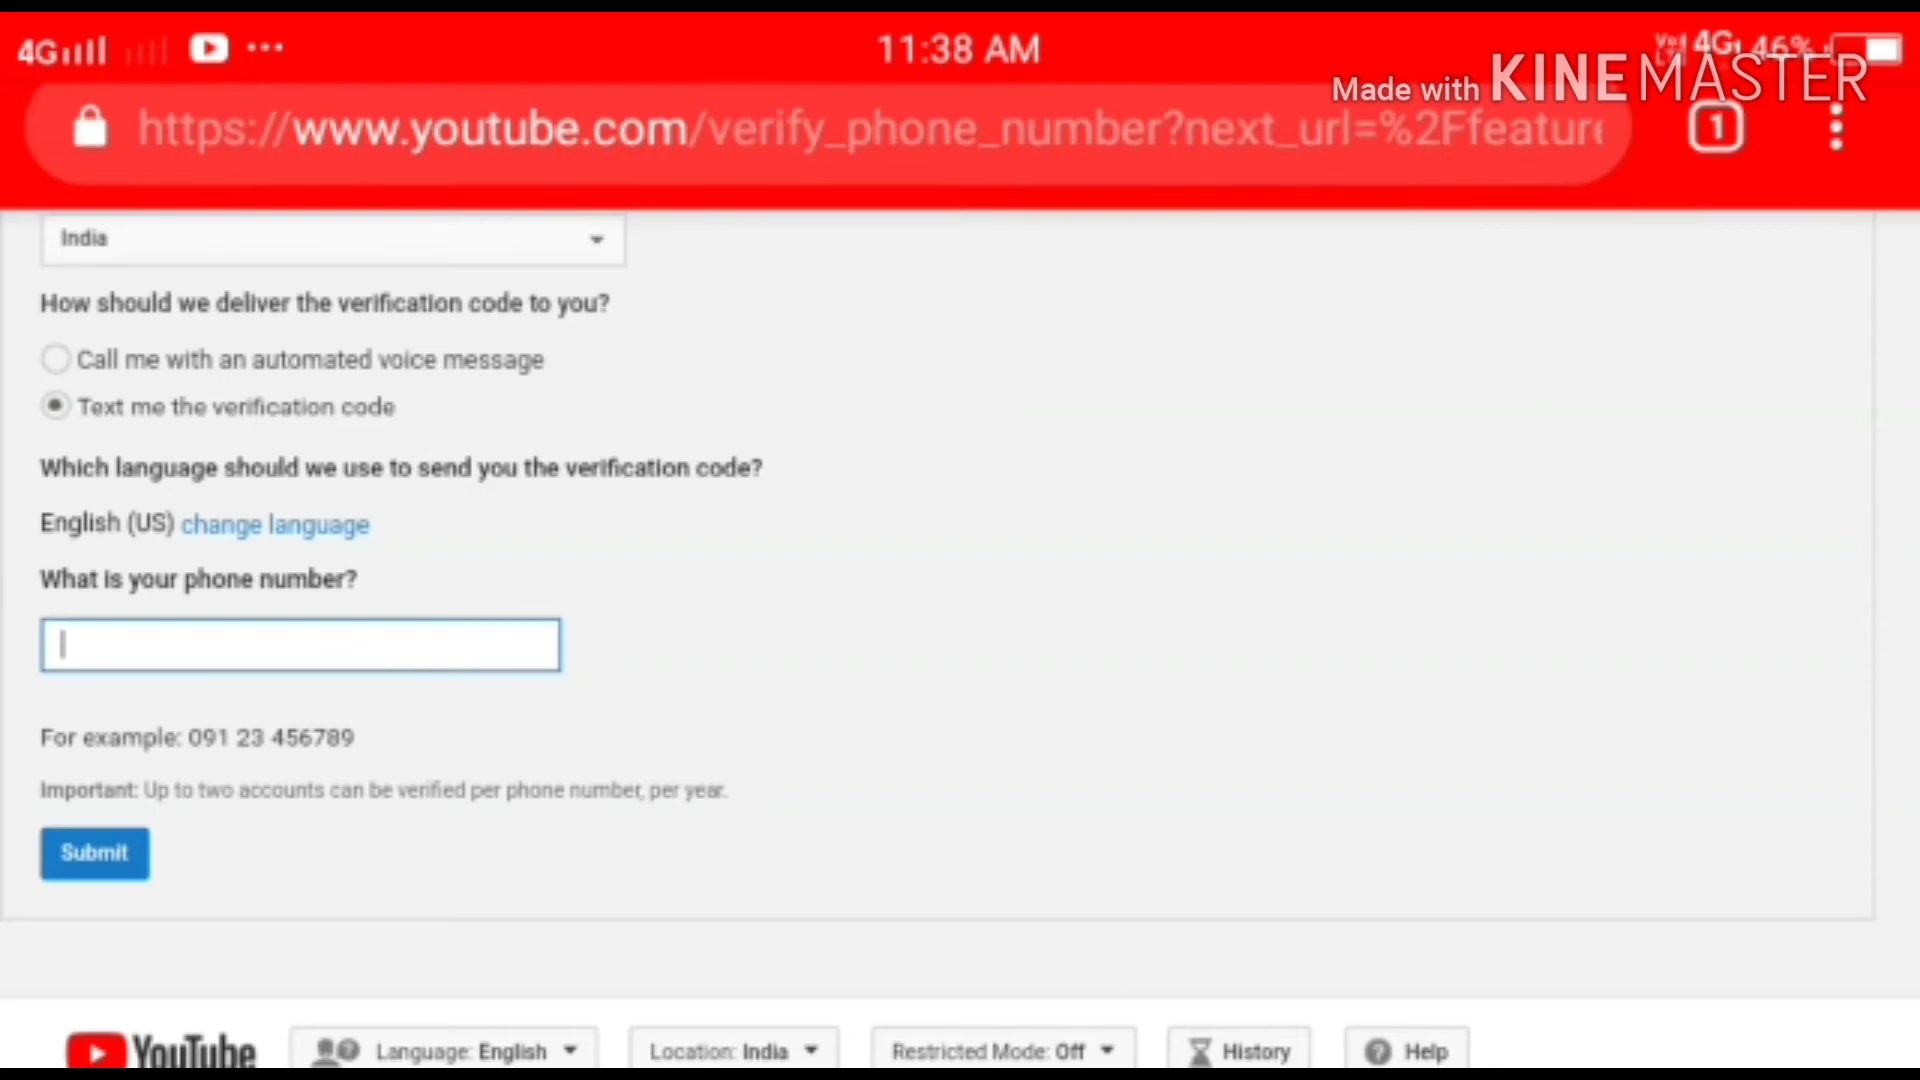 4G 11:38 AM 4G 46%
Made with KINEMASTER
https://www.youtube.com/verify_phone_number?next_url=%2Ffeature 1
India
How should we deliver the verification code to you?
Call me with an automated voice message
Text me the verification code
Which language should we use to send you the verification code?
English (US) change language
What is your phone number?
For example: 091 23 456789
Important: Up to two accounts can be verified per phone number, per year.
Submit
YouTube Language: English Location: India Restricted Mode: Off History Help